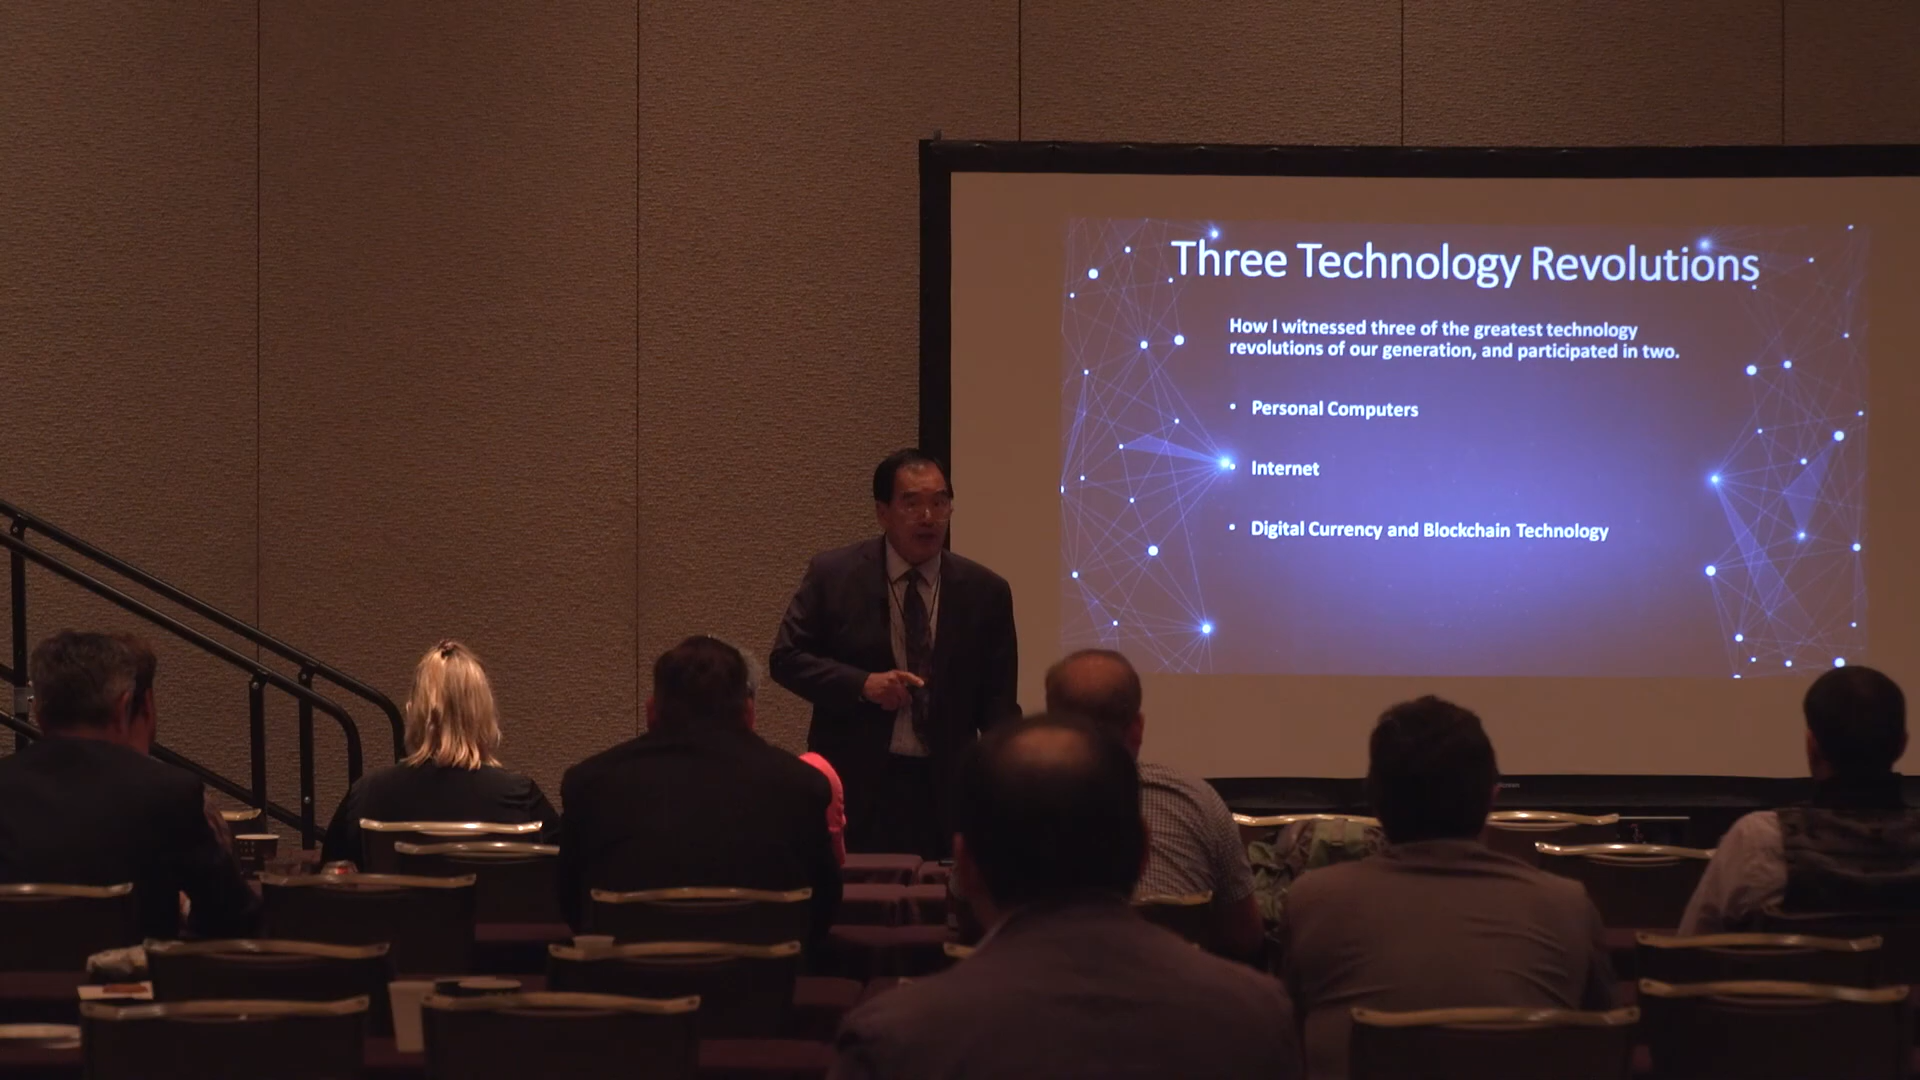 Three Technology Revolutions
How I witnessed three of the greatest technology
revolutions of our generation, and participated in two.
• Personal Computers
• Internet
• Digital Currency and Blockchain Technology